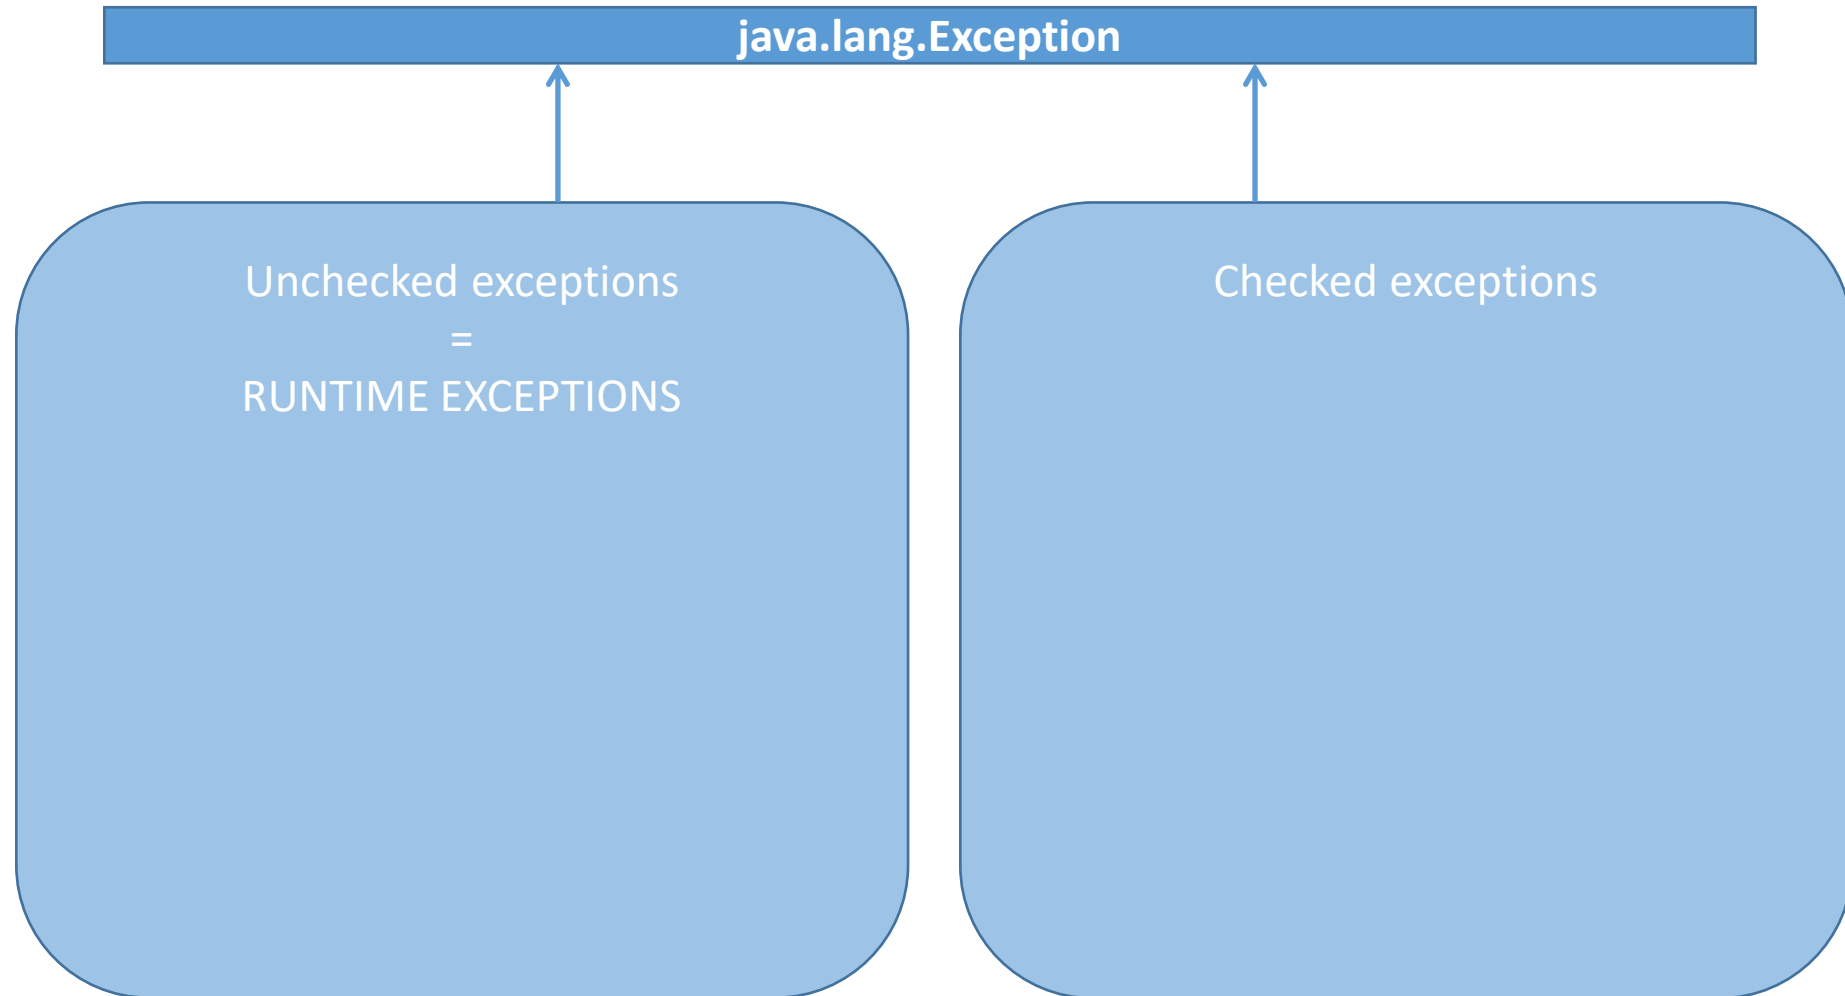 java.lang.Exception
Unchecked exceptions
=
RUNTIME EXCEPTIONS
Checked exceptions